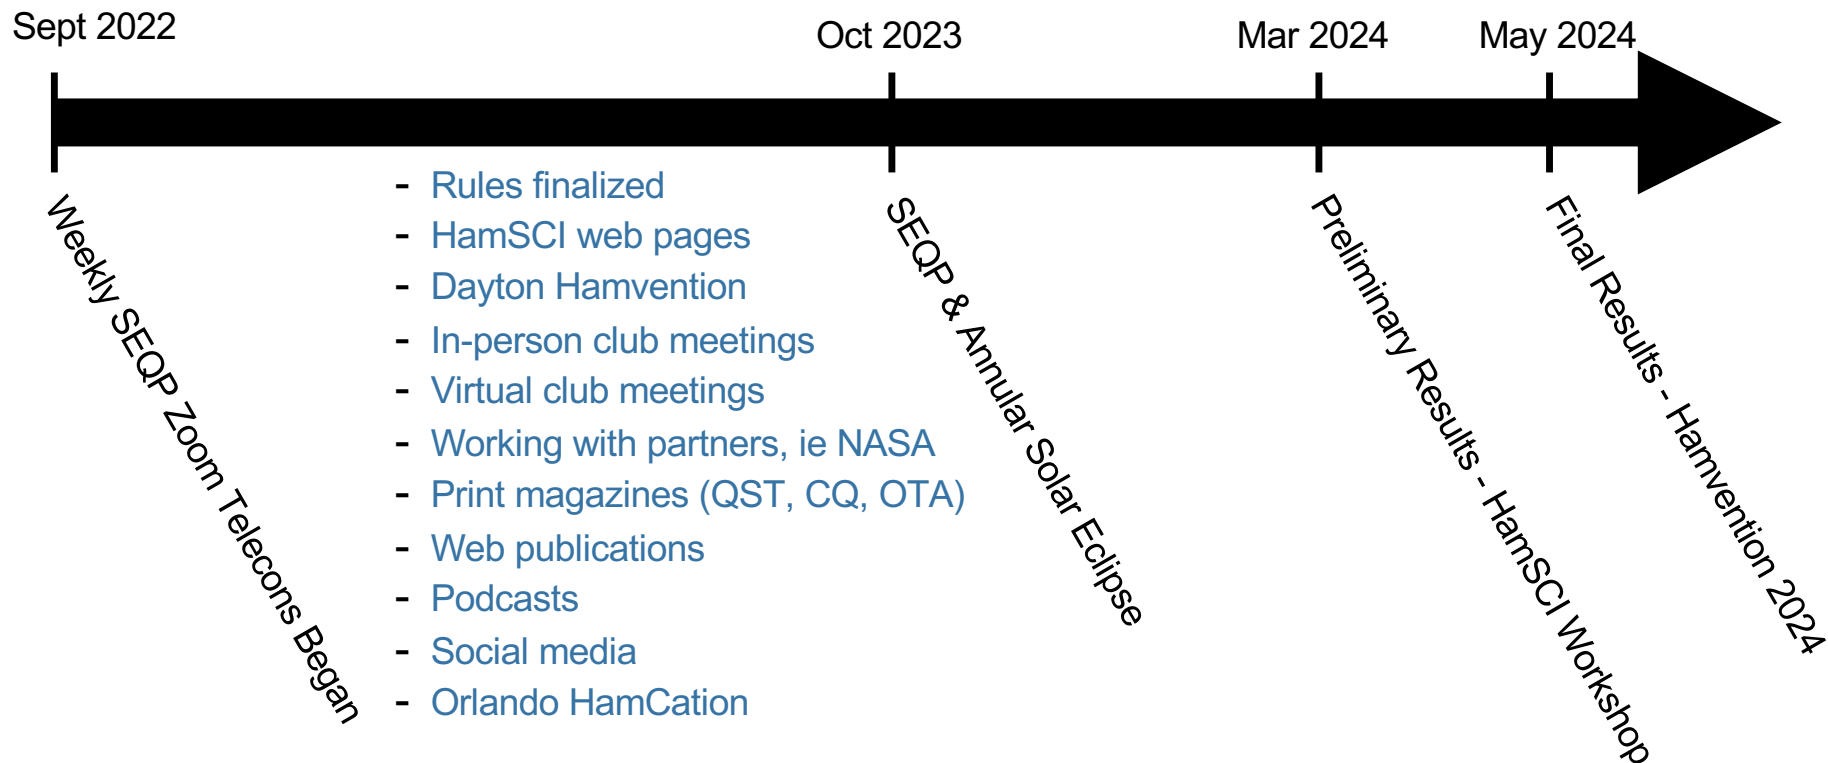 Sept 2022
Oct 2023
Mar 2024
May 2024
Weekly SEQP Zoom Telecons Began
- Rules finalized
- HamSCI web pages
- Dayton Hamvention
- In-person club meetings
- Virtual club meetings
- Working with partners, ie NASA
- Print magazines (QST, CQ, OTA)
- Web publications
- Podcasts
- Social media
- Orlando HamCation
SEQP & Annular Solar Eclipse
Preliminary Results - HamSCI Workshop
Final Results - Hamvention 2024